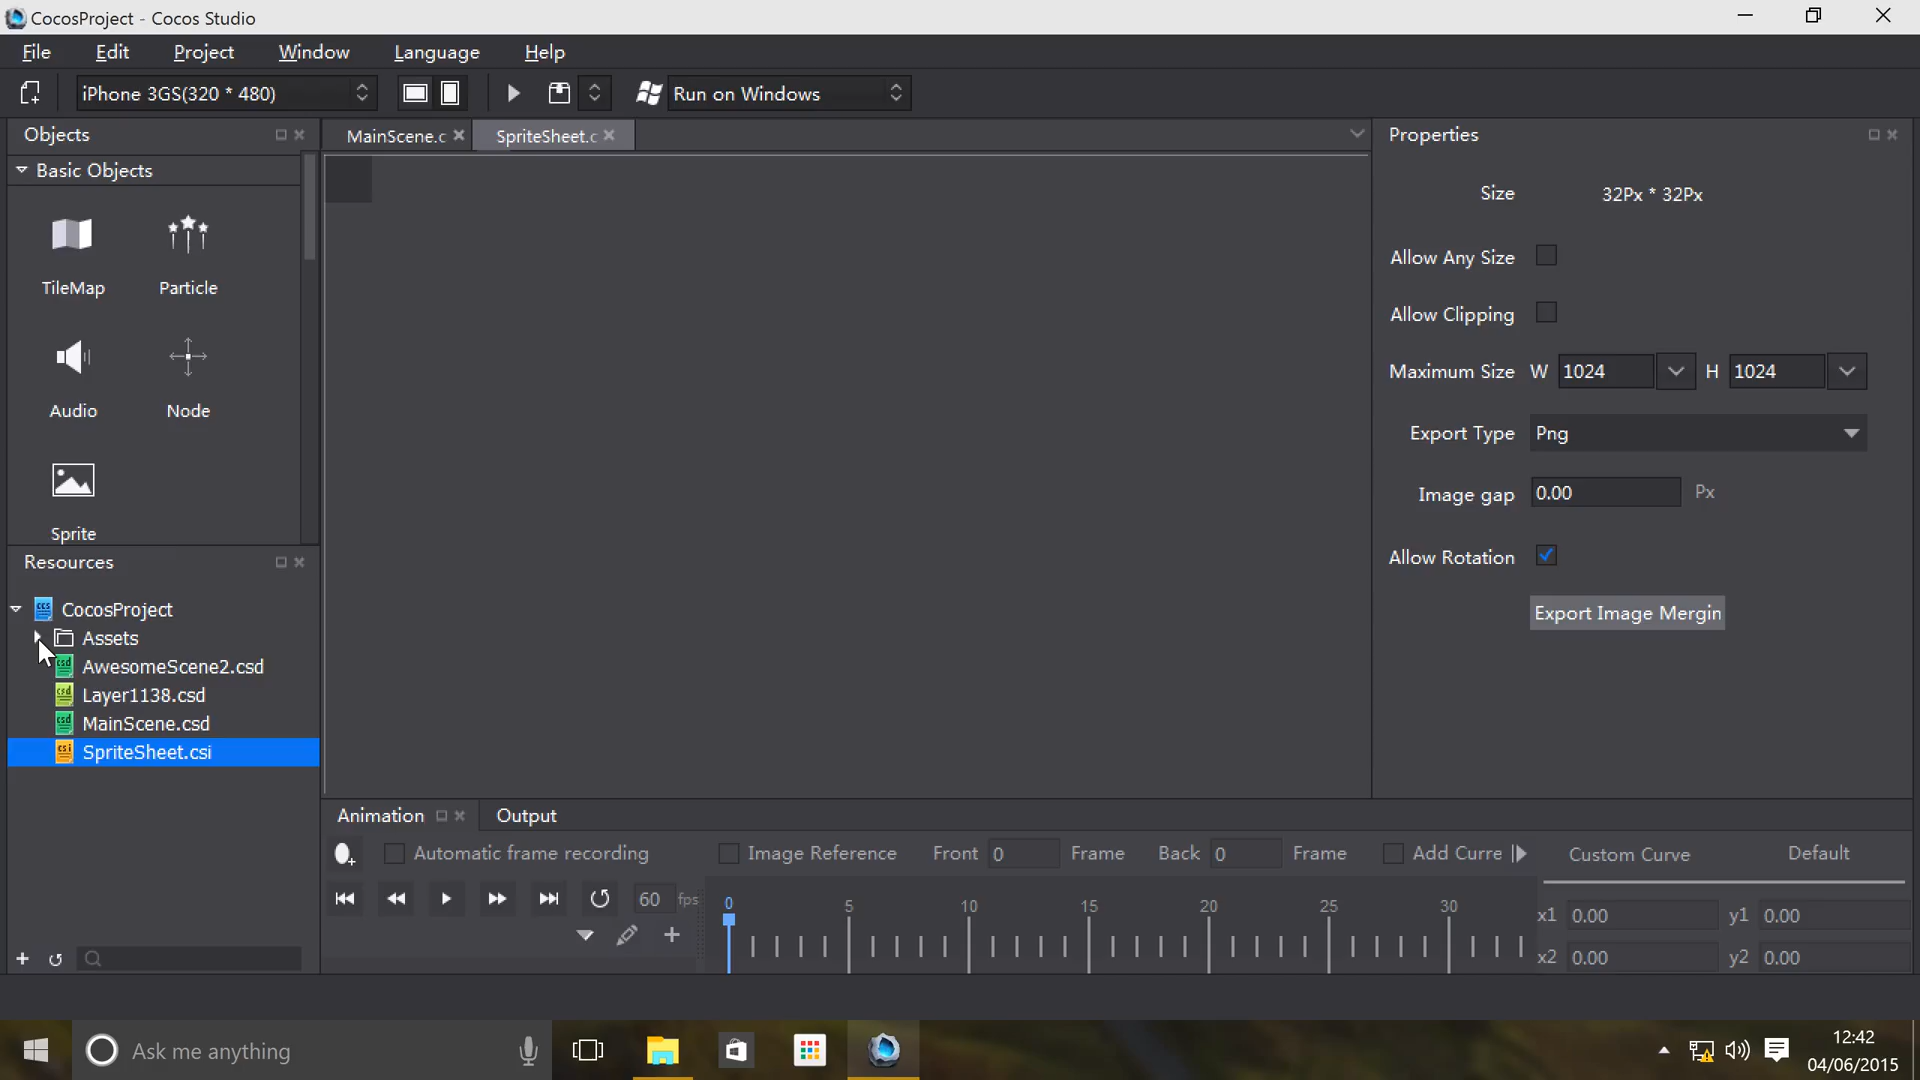 CocosProject - Cocos Studio
File Edit Project Window Language Help
iPhone 3GS(320 * 480) Run on Windows
Objects
Basic Objects
TileMap Particle
Audio Node
Sprite
MainScene.c SpriteSheet.c
Properties
Size 32Px * 32Px
Allow Any Size
Allow Clipping
Maximum Size W 1024 H 1024
Export Type Png
Image gap 0.00 Px
Allow Rotation
Export Image Mergin
Resources
CocosProject
Assets
AwesomeScene2.csd
Layer1138.csd
MainScene.csd
SpriteSheet.csi
Animation Output
Automatic frame recording Image Reference Front 0 Frame Back 0 Frame Add Curre Custom Curve Default
60 fps 0 5 10 15 20 25 30
x1 0.00 y1 0.00
x2 0.00 y2 0.00
Ask me anything
12:42
04/06/2015